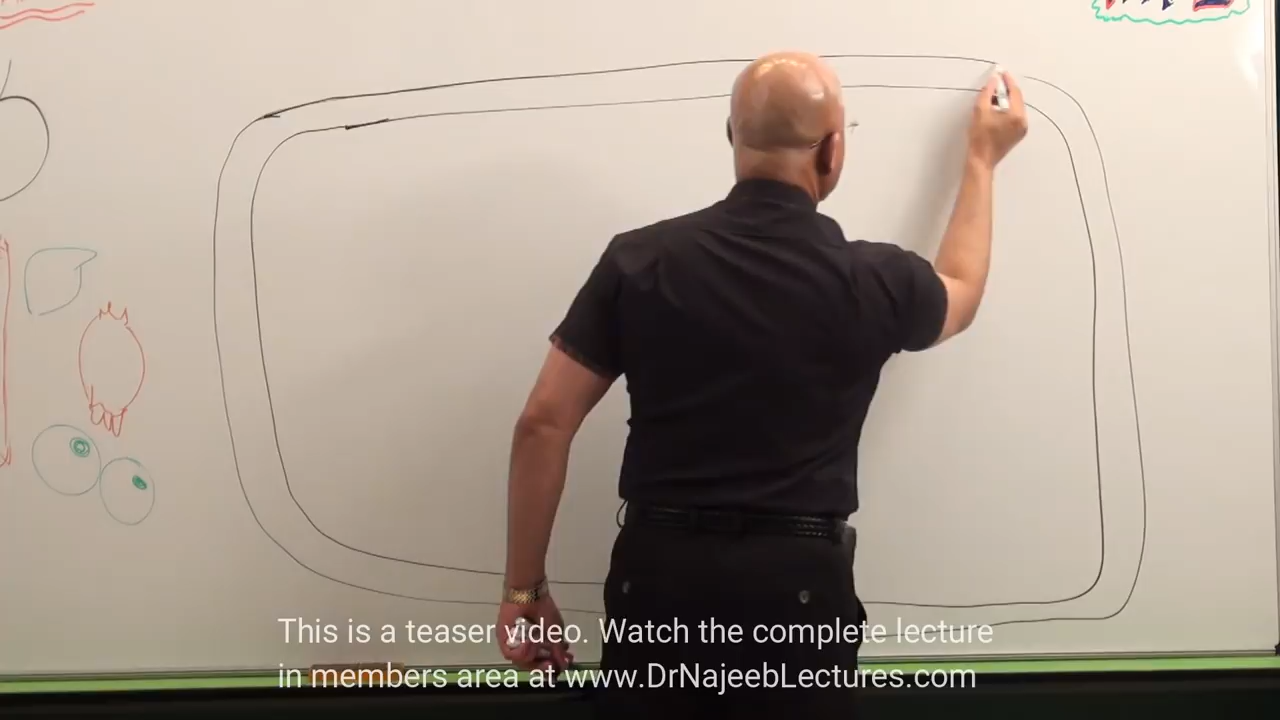 This is a teaser video. Watch the complete lecture
in members area at www.DrNajeebLectures.com